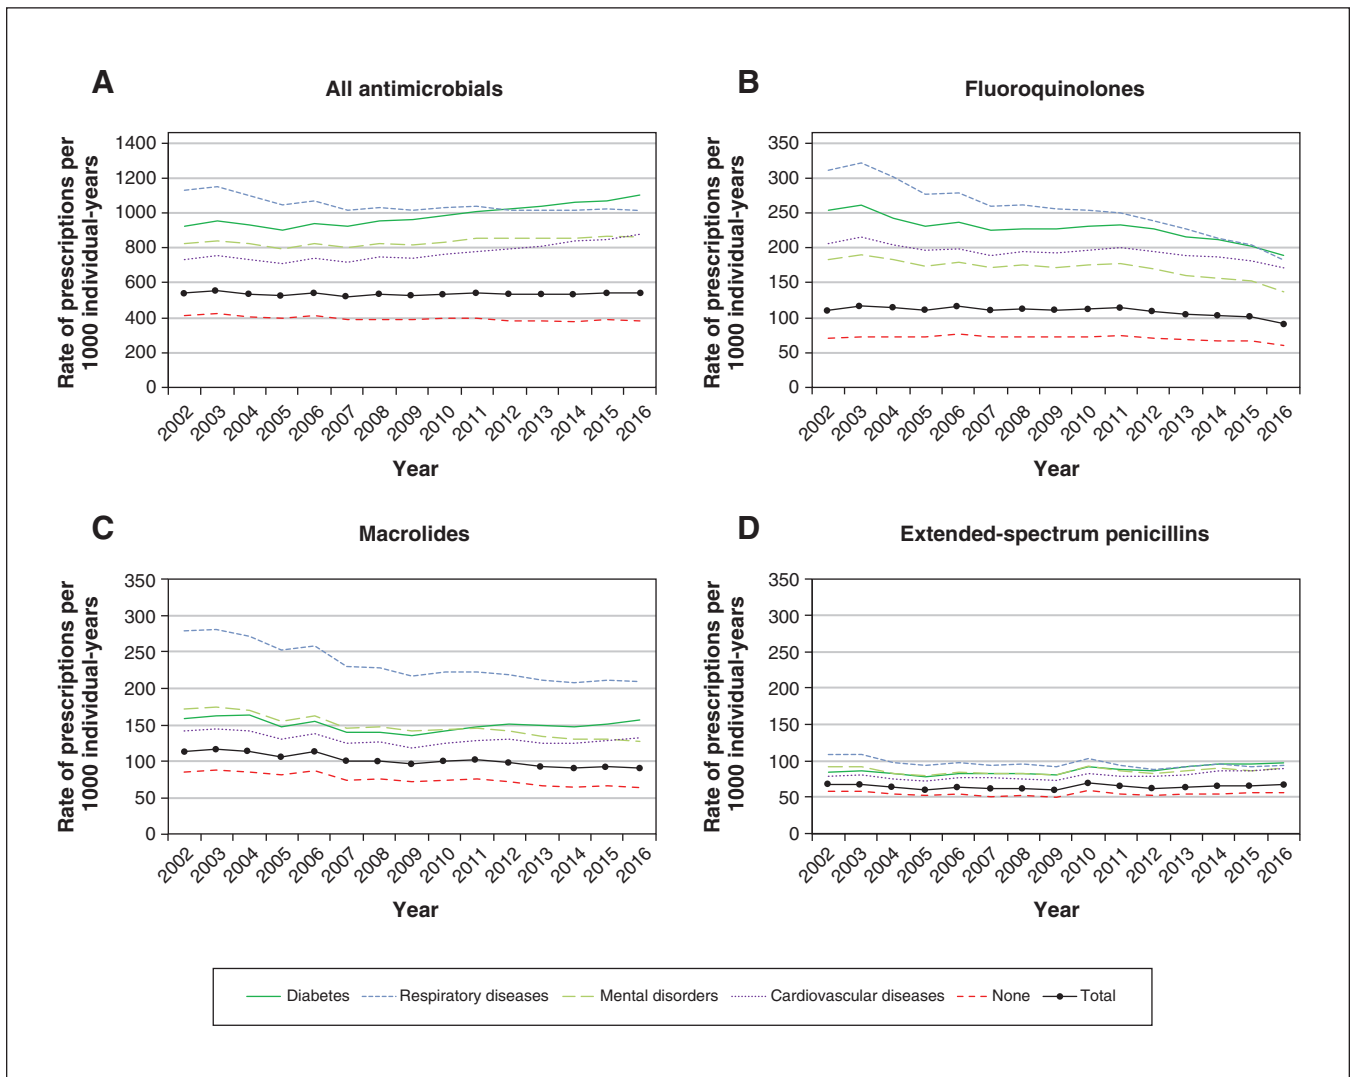 A
All antimicrobials
Rate of prescriptions per
1000 individual-years
1400
1200
1000
800
600
400
200
0
2002 2003 2004 2005 2006 2007 2008 2009 2010 2011 2012 2013 2014 2015 2016
Year
B
Fluoroquinolones
Rate of prescriptions per
1000 individual-years
350
300
250
200
150
100
50
0
2002 2003 2004 2005 2006 2007 2008 2009 2010 2011 2012 2013 2014 2015 2016
Year
C
Macrolides
Rate of prescriptions per
1000 individual-years
350
300
250
200
150
100
50
0
2002 2003 2004 2005 2006 2007 2008 2009 2010 2011 2012 2013 2014 2015 2016
Year
D
Extended-spectrum penicillins
Rate of prescriptions per
1000 individual-years
350
300
250
200
150
100
50
0
2002 2003 2004 2005 2006 2007 2008 2009 2010 2011 2012 2013 2014 2015 2016
Year
Diabetes Respiratory diseases Mental disorders Cardiovascular diseases None Total